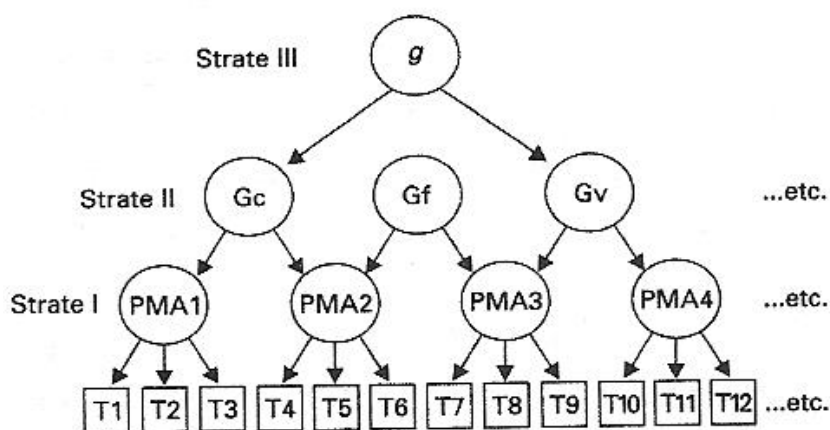 Strate III g
Strate II Gc Gf Gv ...etc.
Strate I PMA1 PMA2 PMA3 PMA4 ...etc.
T1 T2 T3 T4 T5 T6 T7 T8 T9 T10 T11 T12 ...etc.